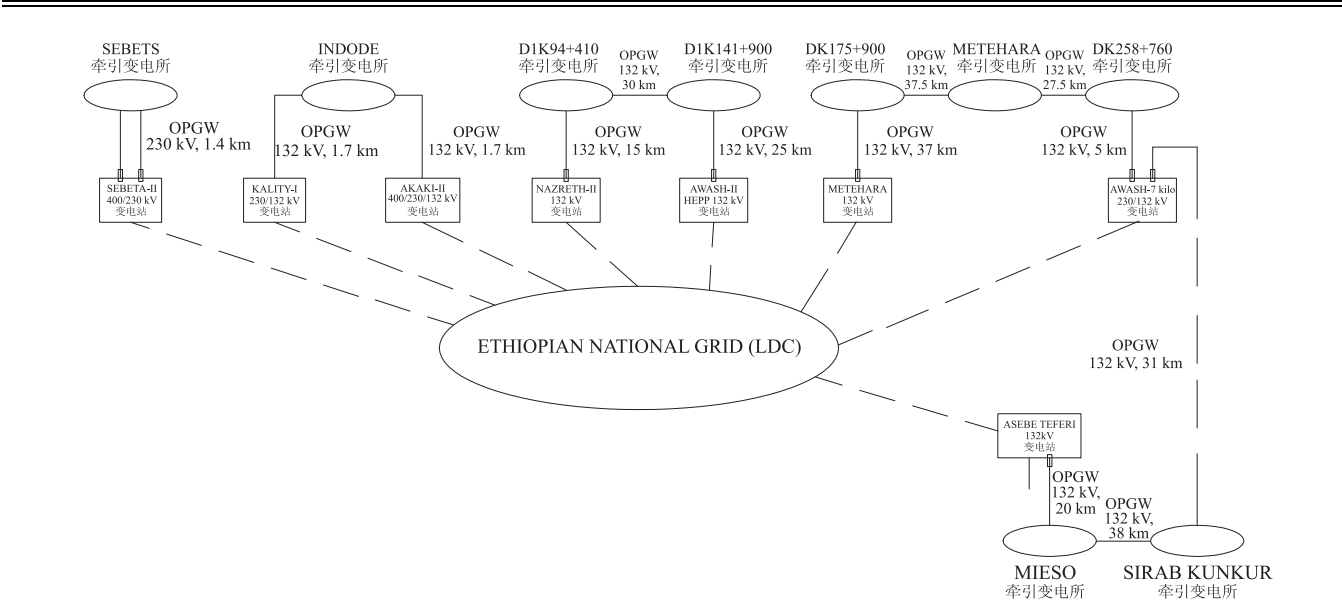 SEBETS
牵引变电所
INDODE
牵引变电所
D1K94+410
牵引变电所
OPGW
132 kV,
30 km
D1K141+900
牵引变电所
DK175+900
牵引变电所
OPGW
132 kV,
37.5 km
METEHARA
牵引变电所
OPGW
132 kV,
27.5 km
DK258+760
牵引变电所
OPGW
230 kV, 1.4 km
OPGW
132 kV, 1.7 km
OPGW
132 kV, 1.7 km
OPGW
132 kV, 15 km
OPGW
132 kV, 25 km
OPGW
132 kV, 37 km
OPGW
132 kV, 5 km
SEBETA-II
400/230 kV
变电站
KALITY-I
230/132 kV
变电站
AKAKI-II
400/230/132 kV
变电站
NAZRETH-II
132 kV
变电站
AWASH-II
HEPP 132 kV
变电站
METEHARA
132 kV
变电站
AWASH-7 kilo
230/132 kV
变电站
ETHIOPIAN NATIONAL GRID (LDC)
OPGW
132 kV, 31 km
ASEBE TEFERI
132kV
变电站
OPGW
132 kV,
20 km
OPGW
132 kV,
38 km
MIESO
牵引变电所
SIRAB KUNKUR
牵引变电所